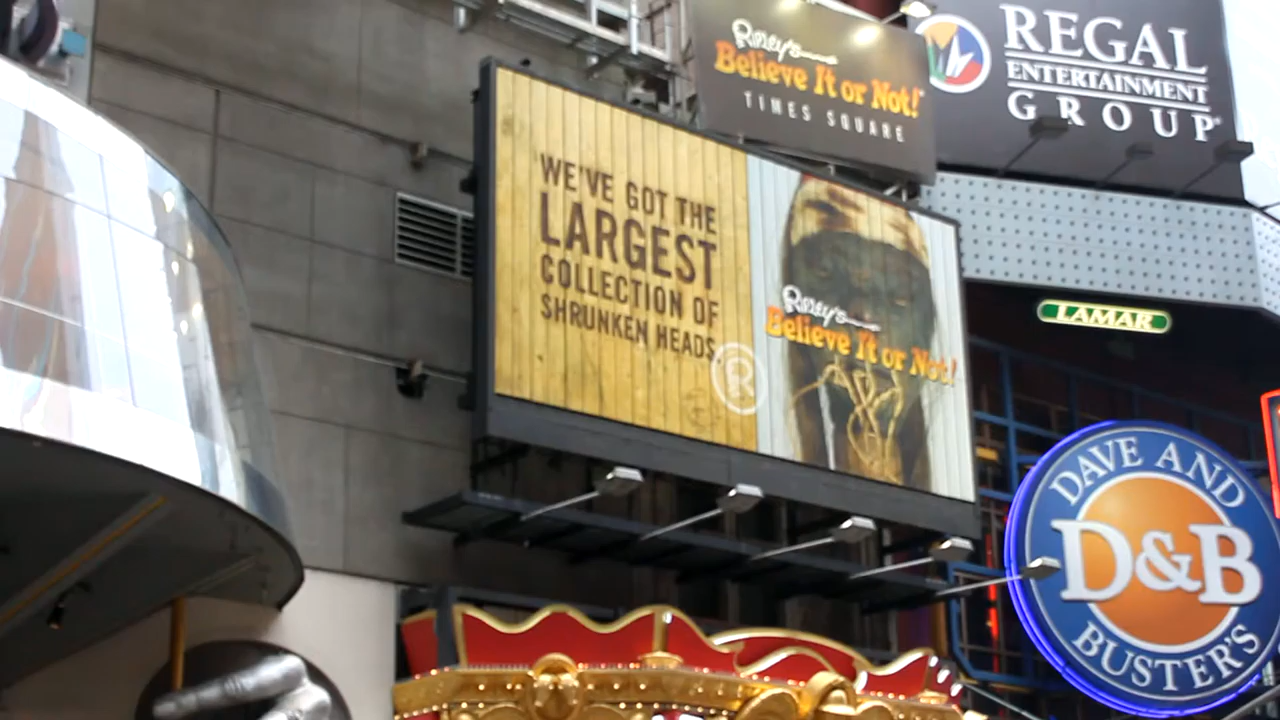 Ripley's
Believe It or Not!
TIMES SQUARE
REGAL
ENTERTAINMENT
GROUP
WE'VE GOT THE
LARGEST
COLLECTION OF
SHRUNKEN HEADS.
®
Ripley's
Believe It or Not!
LAMAR
DAVE AND
D&B
BUSTER'S